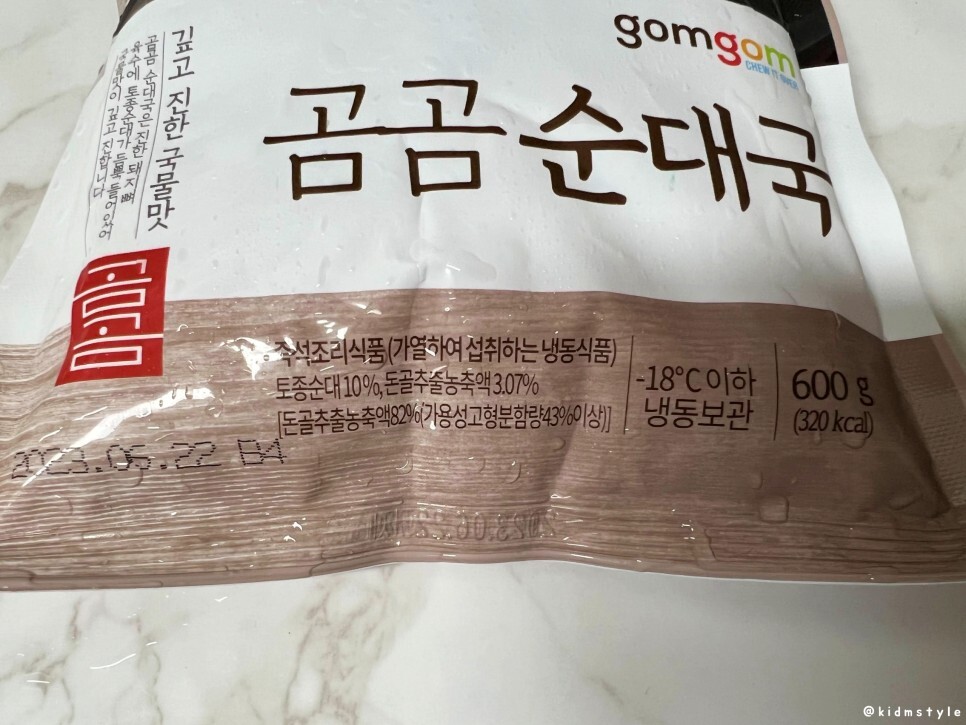 gomgom
곰곰 순대국
깊고 진한 국물맛
곰곰 순대국은 진한 돼지뼈
육수에 토종순대가 듬뿍 들어있어
국물맛이 깊고 진합니다
곰곰
즉석조리식품(가열하여 섭취하는 냉동식품)
토종순대 10%, 돈골추출농축액 3.07%
[돈골추출농축액82%(가용성고형분함량43%이상)]
-18°C 이하
냉동보관
600 g
(320 kcal)
2023.06.22 B4
@kidmstyle